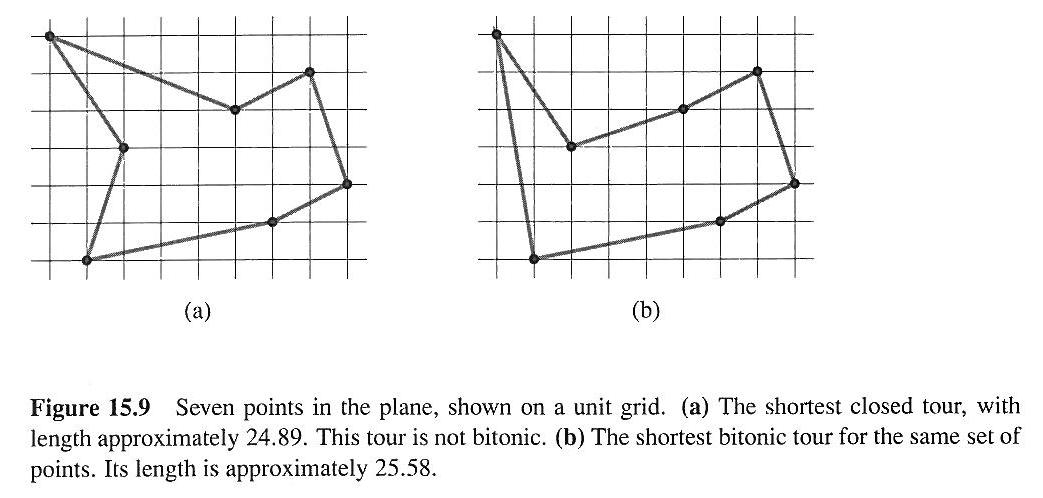 (a)
(b)
Figure 15.9 Seven points in the plane, shown on a unit grid. (a) The shortest closed tour, with
length approximately 24.89. This tour is not bitonic. (b) The shortest bitonic tour for the same set of
points. Its length is approximately 25.58.